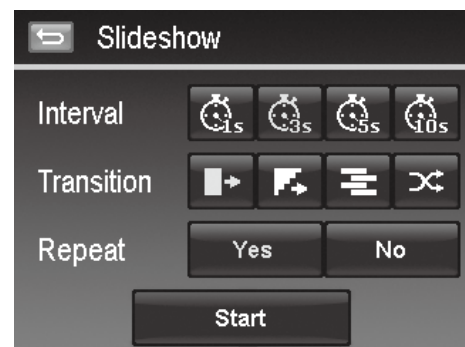 Slideshow
Interval 1s 3s 5s 10s
Transition
Repeat Yes No
Start